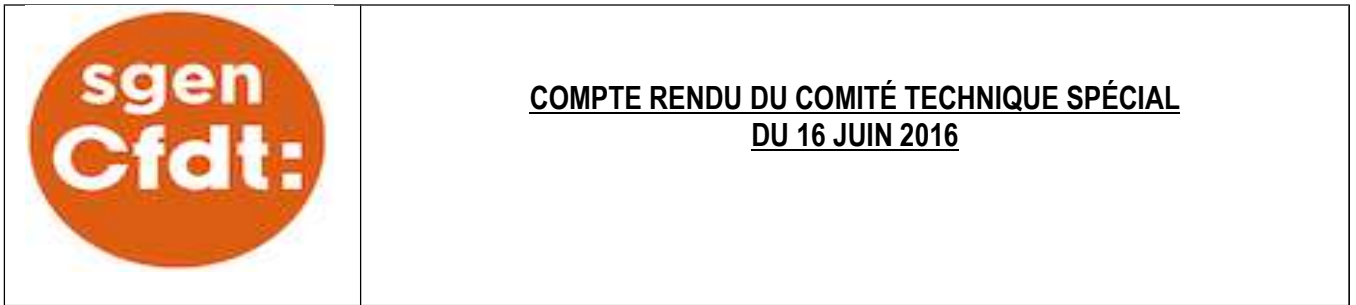 sgen
Cfdt:
COMPTE RENDU DU COMITÉ TECHNIQUE SPÉCIAL
DU 16 JUIN 2016